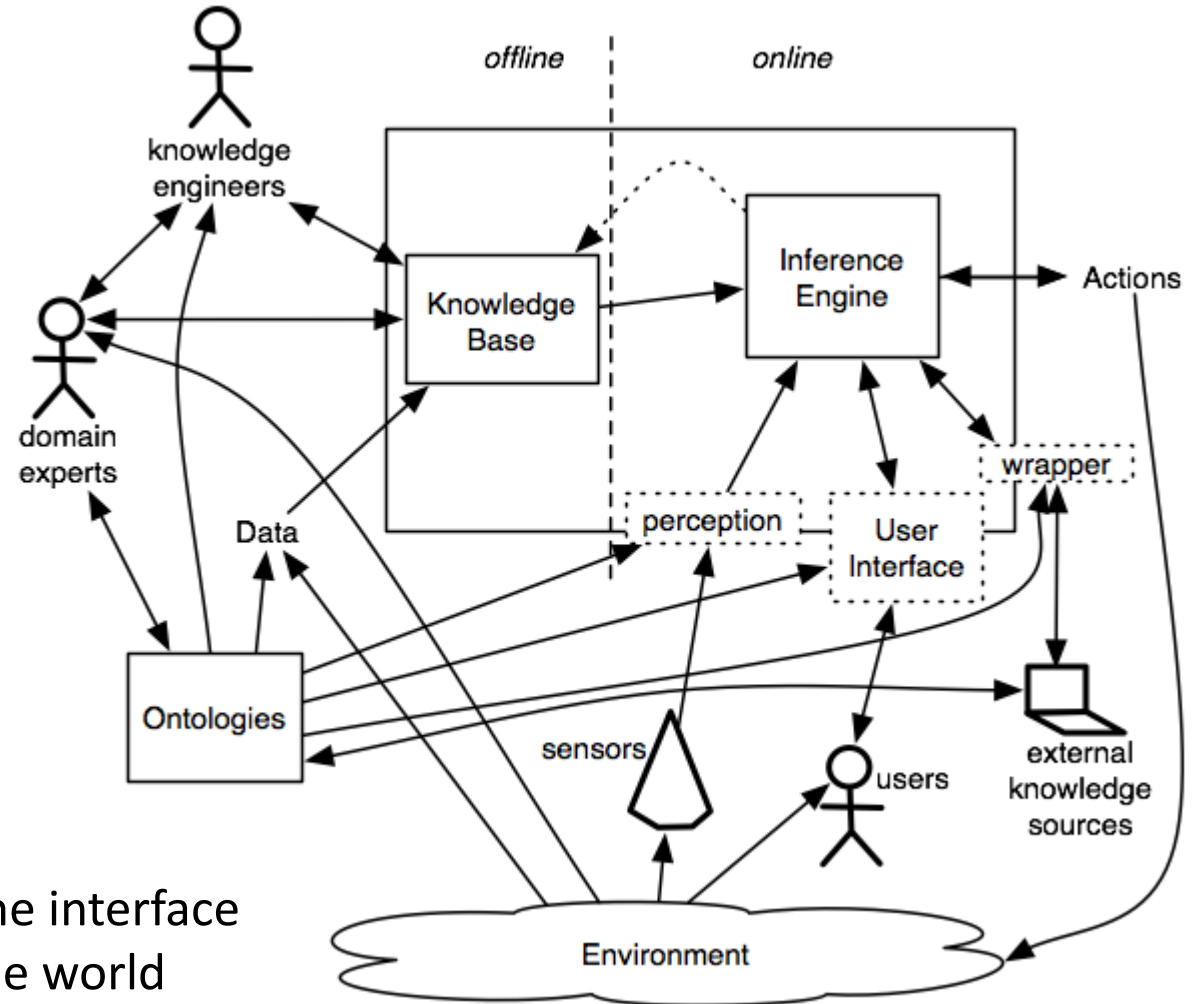 offline
online
knowledge
engineers
Knowledge
Base
Inference
Engine
Actions
domain
experts
wrapper
Data
perception
User
Interface
Ontologies
sensors
users
external
knowledge
sources
interface
Environment
world